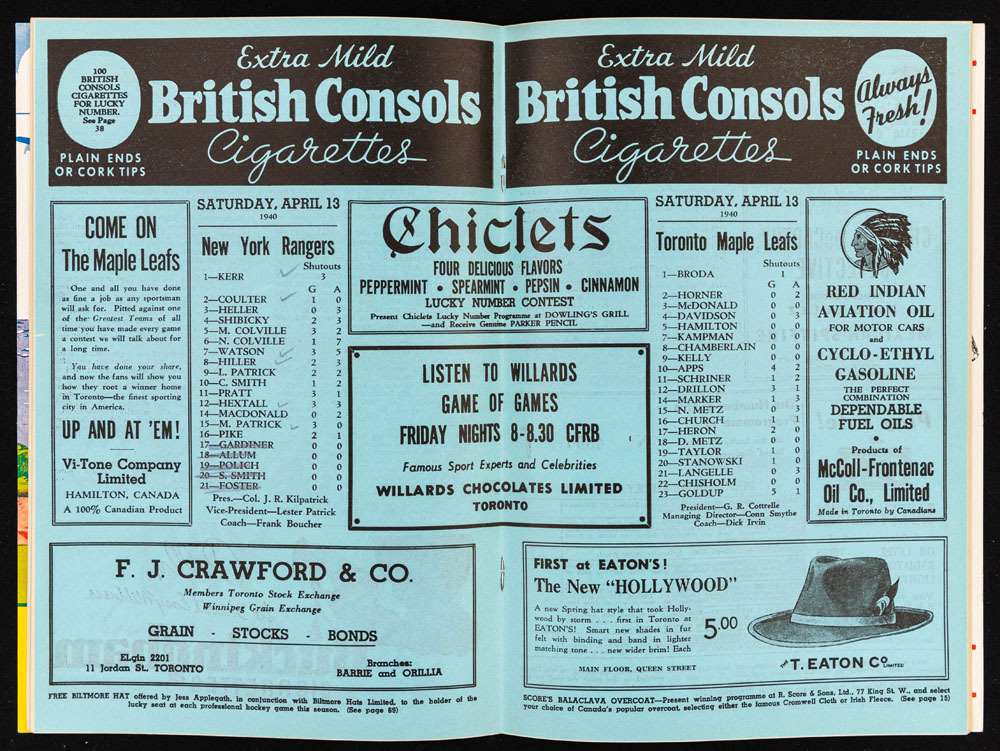 100
BRITISH
CONSOLS
CIGARETTES
FOR LUCKY
NUMBER.
See Page
38
PLAIN ENDS
OR CORK TIPS
Extra Mild
British Consols
Cigarettes
Extra Mild
British Consols
Cigarettes
Always
Fresh!
PLAIN ENDS
OR CORK TIPS
COME ON
The Maple Leafs
One and all you have done
as fine a job as any sportsman
will ask for. Pitted against one
of the Greatest Teams of all
time you have made every game
a contest we will talk about for
a long time.
You have done your share,
and now the fans will show you
how they root a winner home
in Toronto—the finest sporting
city in America.
UP AND AT 'EM!
Vi-Tone Company
Limited
HAMILTON, CANADA
A 100% Canadian Product
SATURDAY, APRIL 13
1940
New York Rangers
Shutouts
1—KERR 3
G A
2—COULTER 1 0
3—HELLER 0 3
4—SHIBICKY 2 3
5—M. COLVILLE 3 2
6—N. COLVILLE 1 7
7—WATSON 3 5
8—HILLER 2 3
9—L. PATRICK 2 2
10—C. SMITH 1 2
11—PRATT 3 1
12—HEXTALL 3 3
14—MACDONALD 0 2
15—M. PATRICK 3 0
16—PIKE 2 1
17—GARDINER 0 0
18—ALLUM 0 0
19—POLICH 0 0
20—S. SMITH 0 0
21—FOSTER 0 0
Pres.—Col. J. R. Kilpatrick
Vice-President—Lester Patrick
Coach—Frank Boucher
Chiclets
FOUR DELICIOUS FLAVORS
PEPPERMINT • SPEARMINT • PEPSIN • CINNAMON
LUCKY NUMBER CONTEST
Present Chiclets Lucky Number Programme at DOWLING'S GRILL
—and Receive Genuine PARKER PENCIL
LISTEN TO WILLARDS
GAME OF GAMES
FRIDAY NIGHTS 8-8.30 CFRB
Famous Sport Experts and Celebrities
WILLARDS CHOCOLATES LIMITED
TORONTO
SATURDAY, APRIL 13
1940
Toronto Maple Leafs
Shutouts
1—BRODA 1
G A
2—HORNER 0 2
3—McDONALD 0 0
4—DAVIDSON 0 3
5—HAMILTON 0 0
7—KAMPMAN 0 0
8—CHAMBERLAIN 0 0
9—KELLY 0 0
10—APPS 4 2
11—SCHRINER 1 2
12—DRILLON 3 1
14—MARKER 1 3
15—N. METZ 0 3
16—CHURCH 1 1
17—HERON 2 0
18—D. METZ 0 0
19—TAYLOR 1 0
20—STANOWSKI 1 0
21—LANGELLE 0 3
22—CHISHOLM 0 0
23—GOLDUP 5 1
President—G. R. Cottrelle
Managing Director—Conn Smythe
Coach—Dick Irvin
RED INDIAN
AVIATION OIL
FOR MOTOR CARS
and
CYCLO-ETHYL
GASOLINE
THE PERFECT
COMBINATION
DEPENDABLE
FUEL OILS
•
Products of
McColl-Frontenac
Oil Co., Limited
Made in Toronto by Canadians
F. J. CRAWFORD & CO.
Members Toronto Stock Exchange
Winnipeg Grain Exchange
GRAIN - STOCKS - BONDS
ELgin 2201
11 Jordan St., TORONTO
Branches:
BARRIE and ORILLIA
FIRST at EATON'S!
The New "HOLLYWOOD"
A new Spring hat style that took Holly-
wood by storm . . . first in Toronto at
EATON'S! Smart new shades in fur
felt with binding and band in lighter
matching tone . . . new wider brim! Each
5.00
MAIN FLOOR, QUEEN STREET
THE T. EATON CO LIMITED
FREE BILTMORE HAT offered by Jess Applegath, in conjunction with Biltmore Hats Limited, to the holder of the
lucky seat at each professional hockey game this season. (See page 69)
SCORE'S BALACLAVA OVERCOAT—Present winning programme at R. Score & Sons, Ltd., 77 King St. W., and select
your choice of Canada's popular overcoat, selecting either the famous Cromwell Cloth or Irish Fleece. (See page 15)